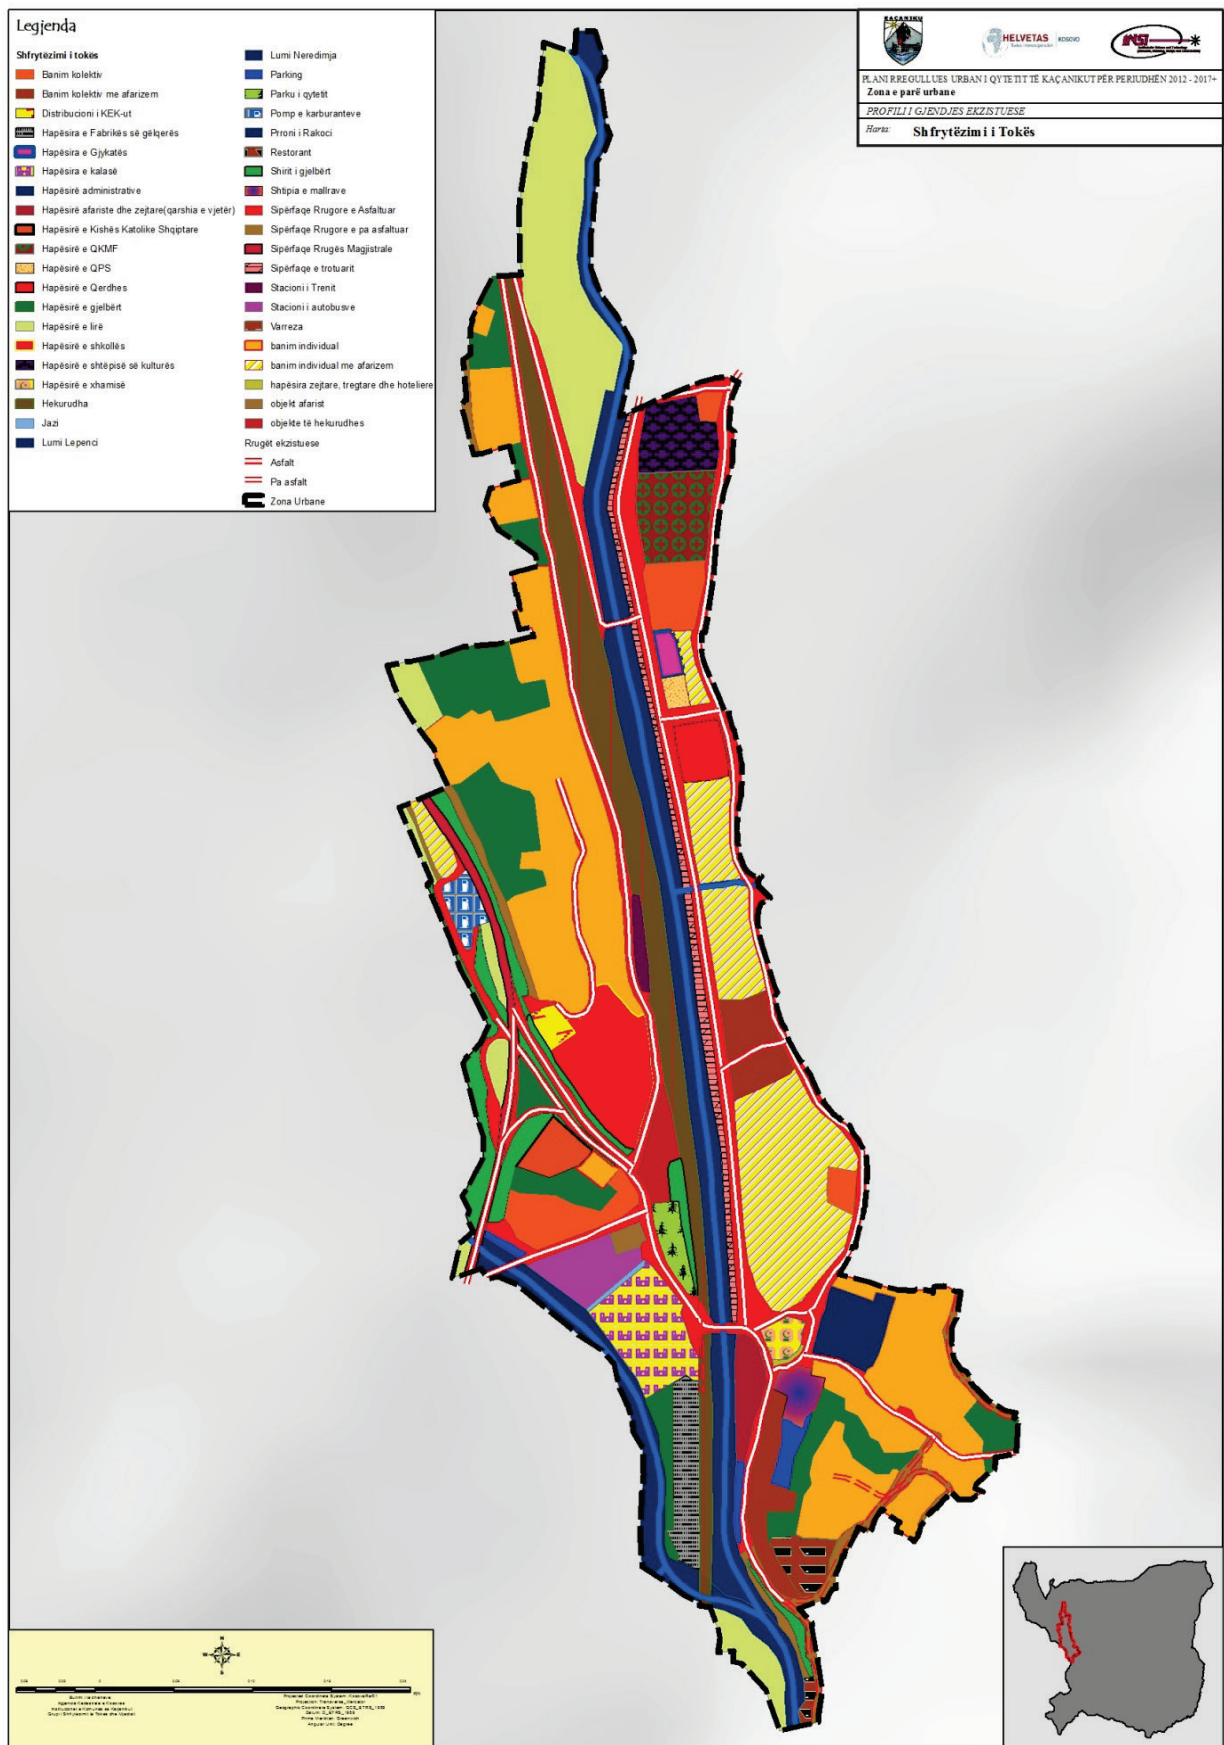 Legjenda
Shfrytëzimi i tokës
Banim kolektiv
Banim kolektiv me afarizem
Distribucioni i KEK-ut
Hapësira e Fabrikës së gëlqerës
Hapësira e Gjykatës
Hapësira e kalasë
Hapësirë administrative
Hapësirë afariste dhe zejtare(qarshia e vjetër)
Hapësirë e Kishës Katolike Shqiptare
Hapësirë e QKMF
Hapësirë e QPS
Hapësirë e Qerdhes
Hapësirë e gjelbërt
Hapësirë e lirë
Hapësirë e shkollës
Hapësirë e shtëpisë së kulturës
Hapësirë e xhamisë
Hekurudha
Jazi
Lumi Lepenci
Lumi Neredimja
Parking
Parku i qytetit
Pomp e karburanteve
Prroni i Rakoci
Restorant
Shirit i gjelbërt
Shtipia e mallrave
Sipërfaqe Rrugore e Asfaltuar
Sipërfaqe Rrugore e pa asfaltuar
Sipërfaqe Rrugës Magjistrale
Sipërfaqe e trotuarit
Stacioni i Trenit
Stacioni i autobusve
Varreza
banim individual
banim individual me afarizem
hapësira zejtare, tregtare dhe hoteliere
objekt afarist
objekte të hekurudhes
Rrugët ekzistuese
Asfalt
Pa asfalt
Zona Urbane
KAÇANIKU
HELVETAS KOSOVO
INSI
PLANI RREGULLUES URBAN I QYTETIT TË KAÇANIKUT PËR PERIUDHËN 2012 - 2017+
Zona e parë urbane
PROFILI I GJENDJES EKZISTUESE
Harta: Shfrytëzimi i Tokës
N
W E
S